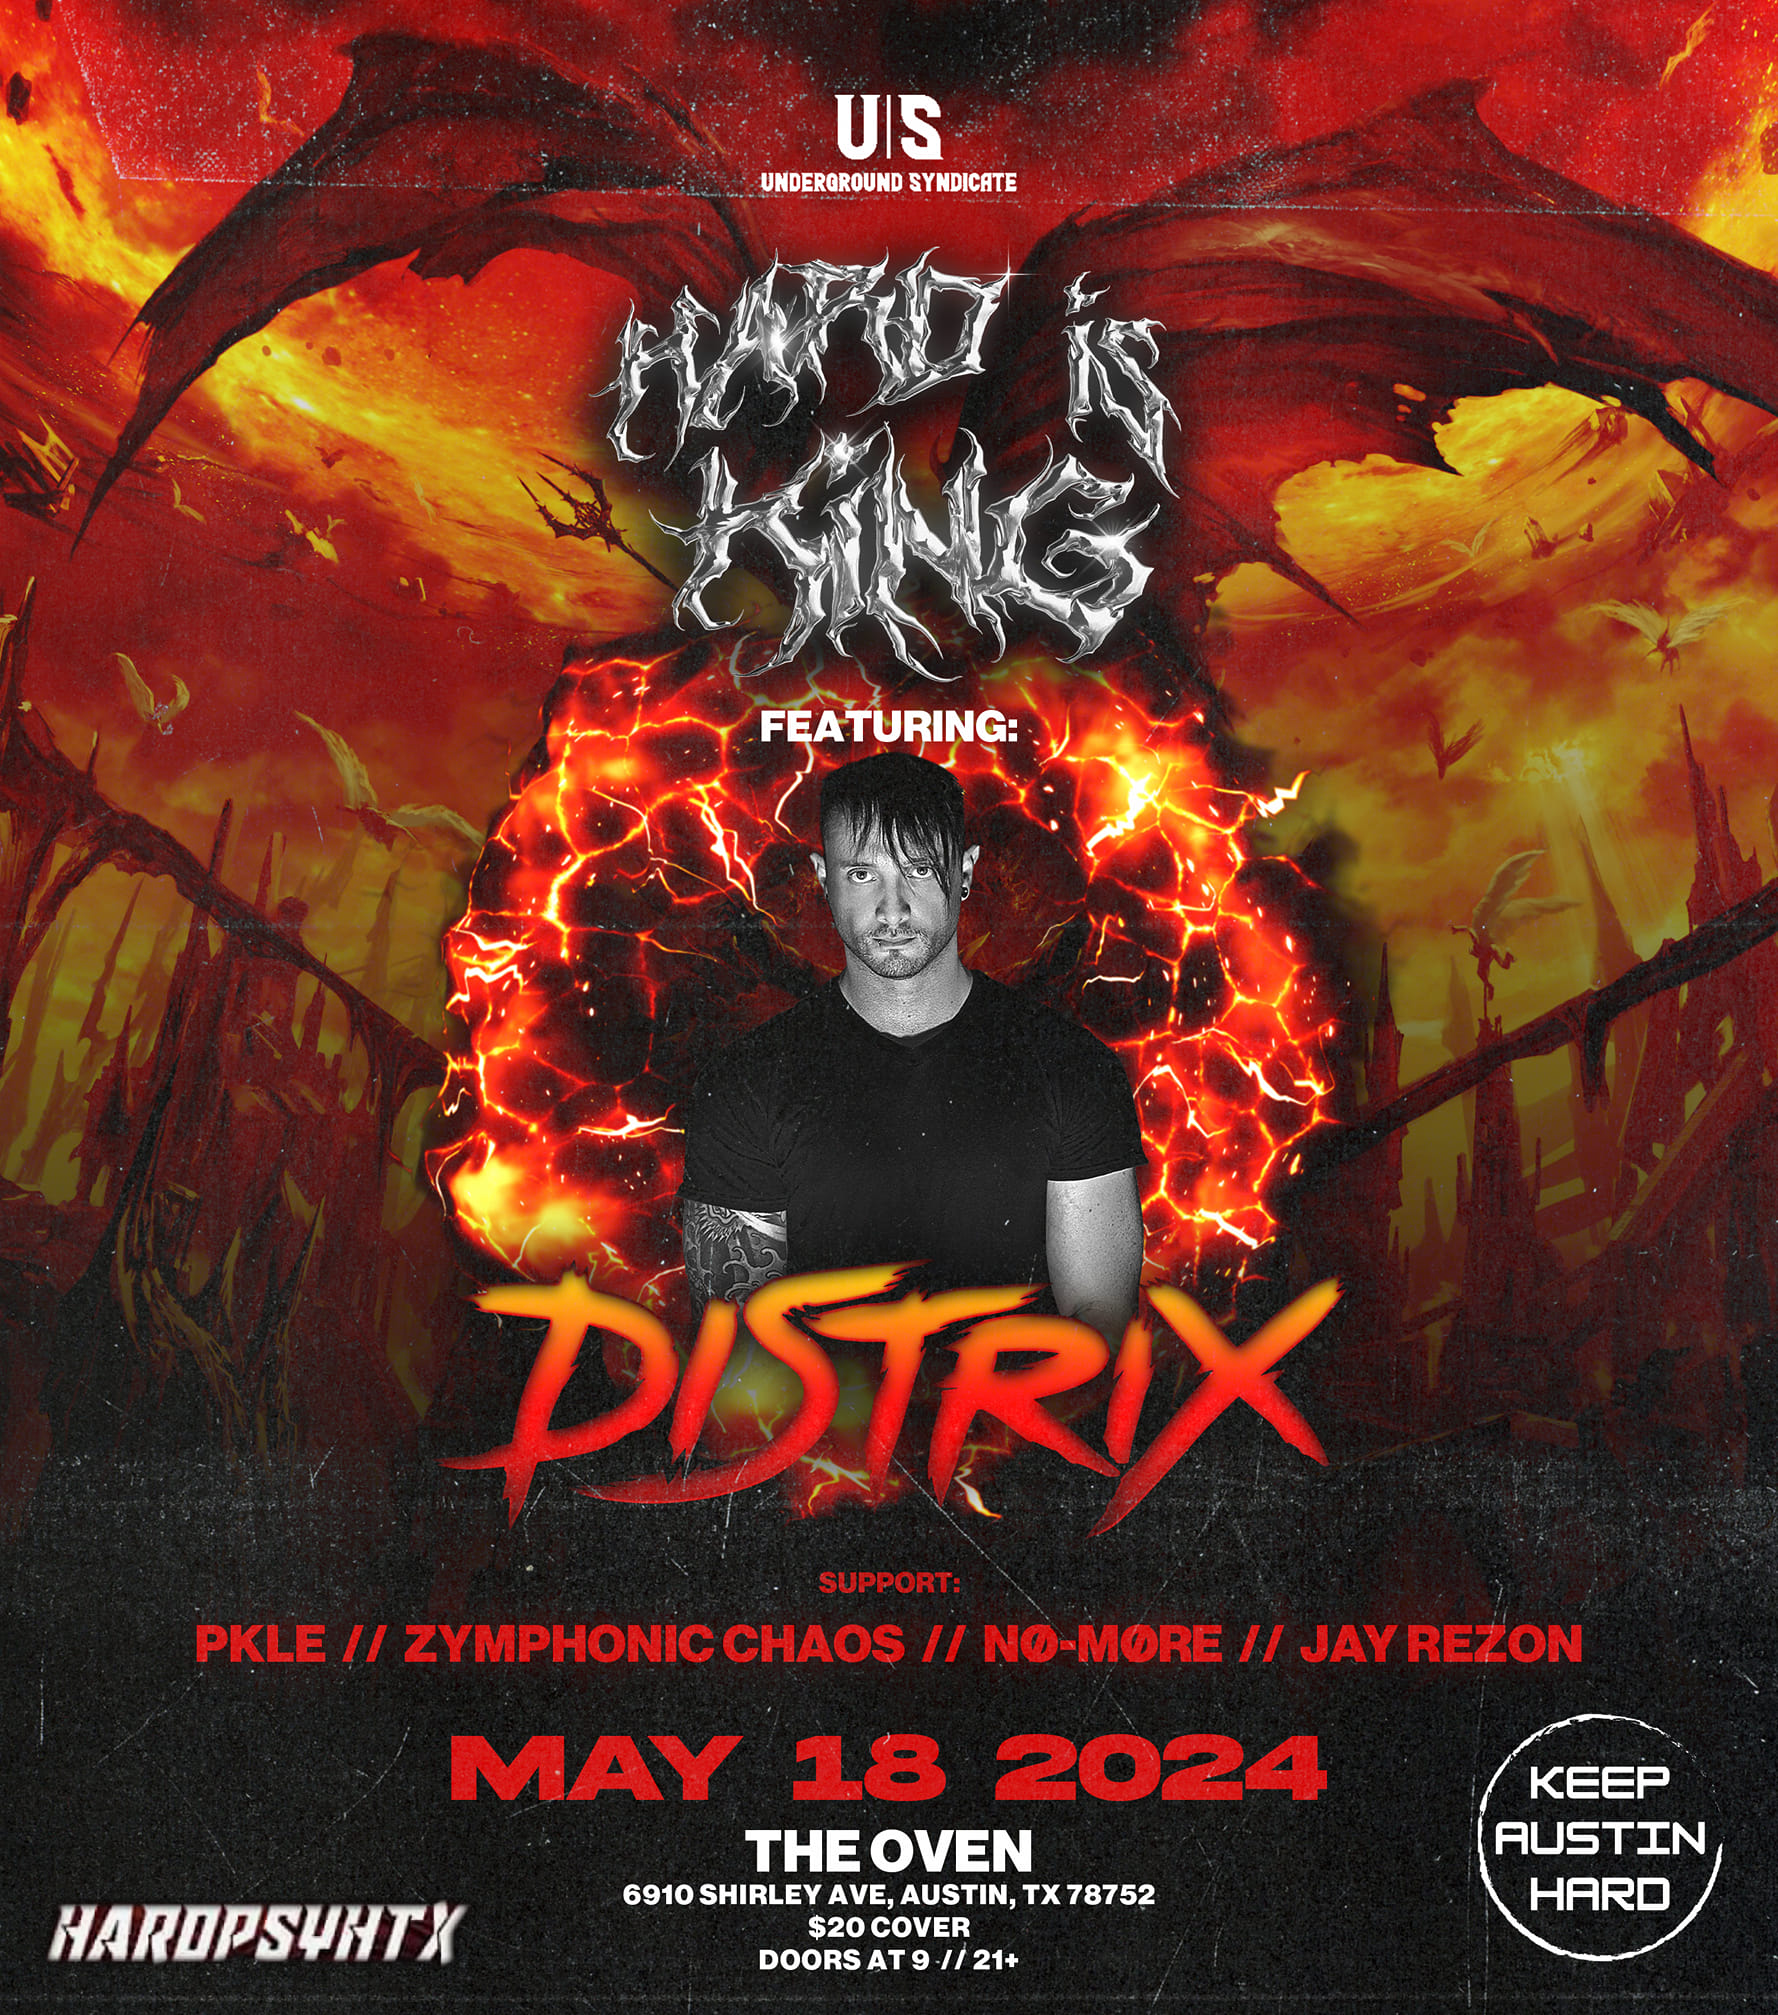 U|S
UNDERGROUND SYNDICATE
HARD iS
KiNG
FEATURING:
DISTRIX
SUPPORT:
PKLE // ZYMPHONIC CHAOS // NØ-MØRE // JAY REZON
MAY 18 2024
THE OVEN
6910 SHIRLEY AVE, AUSTIN, TX 78752
$20 COVER
DOORS AT 9 // 21+
HARDPSYHTX
KEEP
AUSTIN
HARD